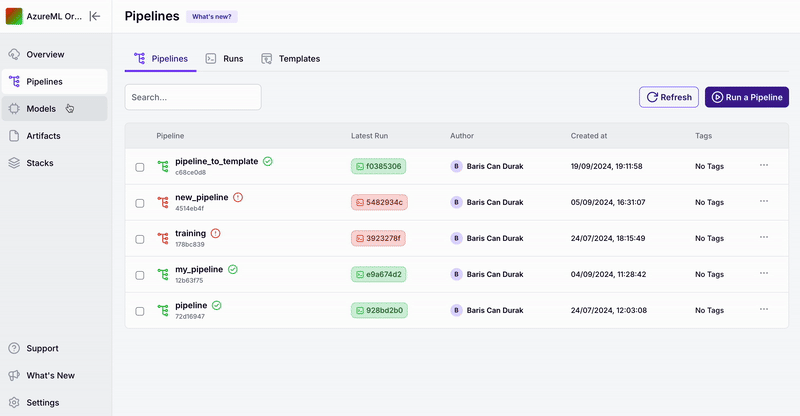 AzureML Or...
Pipelines What's new?
Overview
Pipelines
Models
Artifacts
Stacks
Support
What's New
Settings
Pipelines Runs Templates
Search...
Refresh Run a Pipeline
Pipeline Latest Run Author Created at Tags
pipeline_to_template f0385306 B Baris Can Durak 19/09/2024, 19:11:58 No Tags
c68ce0d8
new_pipeline 5482934c B Baris Can Durak 05/09/2024, 16:31:07 No Tags
4514eb4f
training 3923278f B Baris Can Durak 24/07/2024, 18:15:49 No Tags
178bc839
my_pipeline e9a674d2 B Baris Can Durak 04/09/2024, 11:28:42 No Tags
12b63f75
pipeline 928bd2b0 B Baris Can Durak 24/07/2024, 12:03:08 No Tags
72d16947